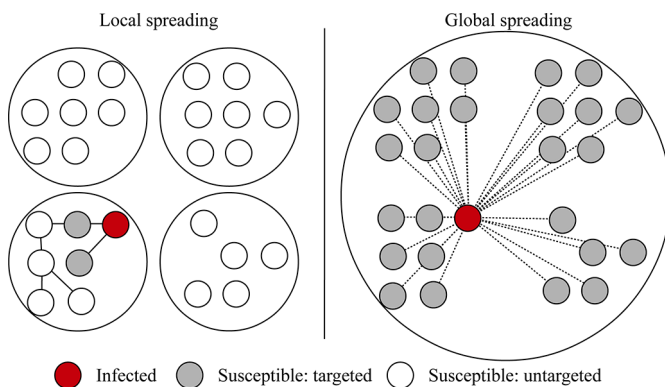 Local spreading
Global spreading
Infected
Susceptible: targeted
Susceptible: untargeted